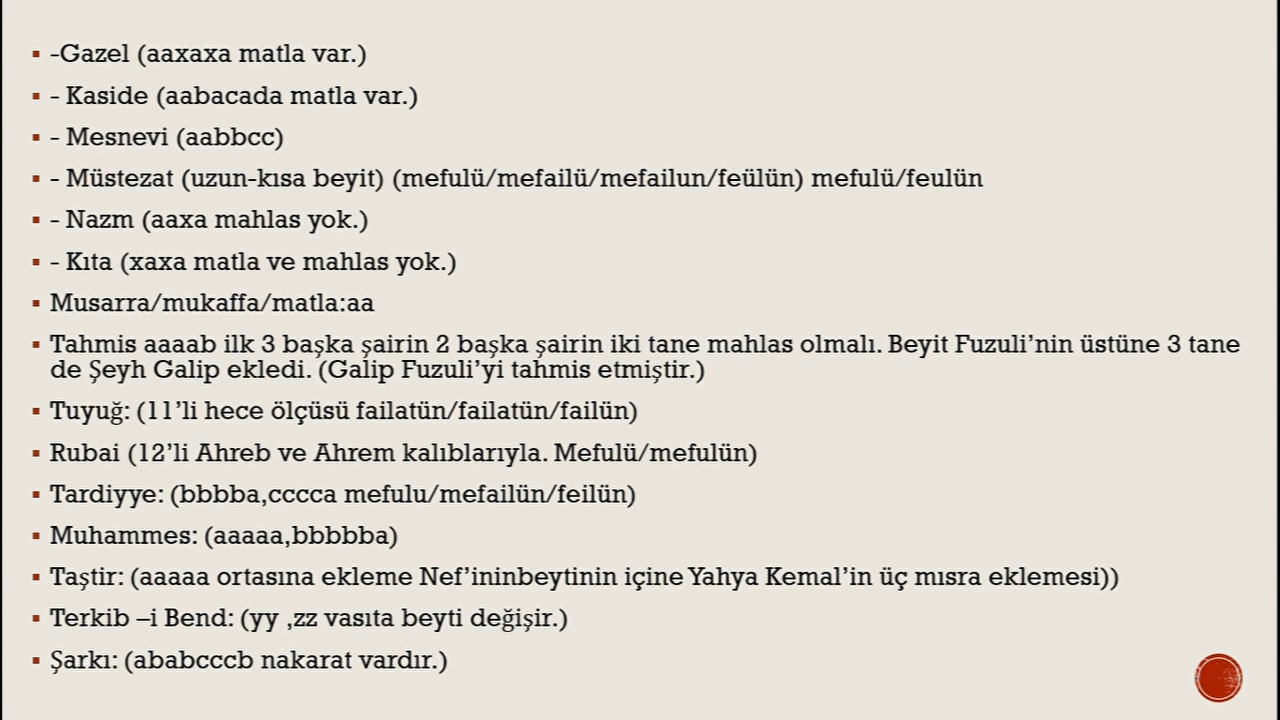 -Gazel (aaxaxa matla var.)
- Kaside (aabacada matla var.)
- Mesnevi (aabbcc)
- Müstezat (uzun-kısa beyit) (mefulü/mefailü/mefailun/feülün) mefulü/feulün
- Nazm (aaxa mahlas yok.)
- Kıta (xaxa matla ve mahlas yok.)
Musarra/mukaffa/matla:aa
Tahmis aaaab ilk 3 başka şairin 2 başka şairin iki tane mahlas olmalı. Beyit Fuzuli’nin üstüne 3 tane
de Şeyh Galip ekledi. (Galip Fuzuli’yi tahmis etmiştir.)
Tuyuğ: (11’li hece ölçüsü failatün/failatün/failün)
Rubai (12’li Ahreb ve Ahrem kalıblarıyla. Mefulü/mefulün)
Tardiyye: (bbbba,cccca mefulu/mefailün/feilün)
Muhammes: (aaaaa,bbbbba)
Taştir: (aaaaa ortasına ekleme Nef’ininbeytinin içine Yahya Kemal’in üç mısra eklemesi))
Terkib –i Bend: (yy ,zz vasıta beyti değişir.)
Şarkı: (ababcccb nakarat vardır.)